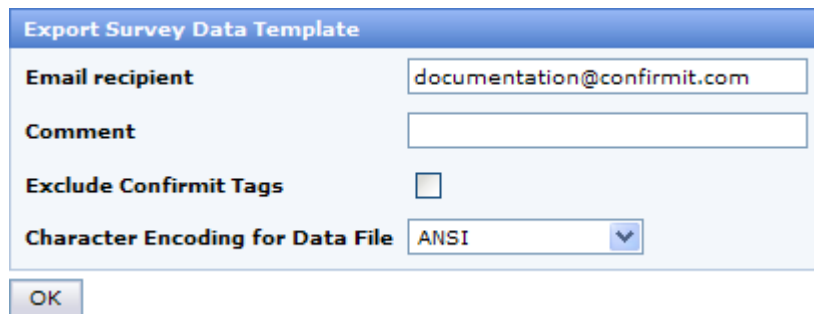 Export Survey Data Template
Email recipient documentation@confirmit.com
Comment
Exclude Confirmit Tags
Character Encoding for Data File ANSI
OK